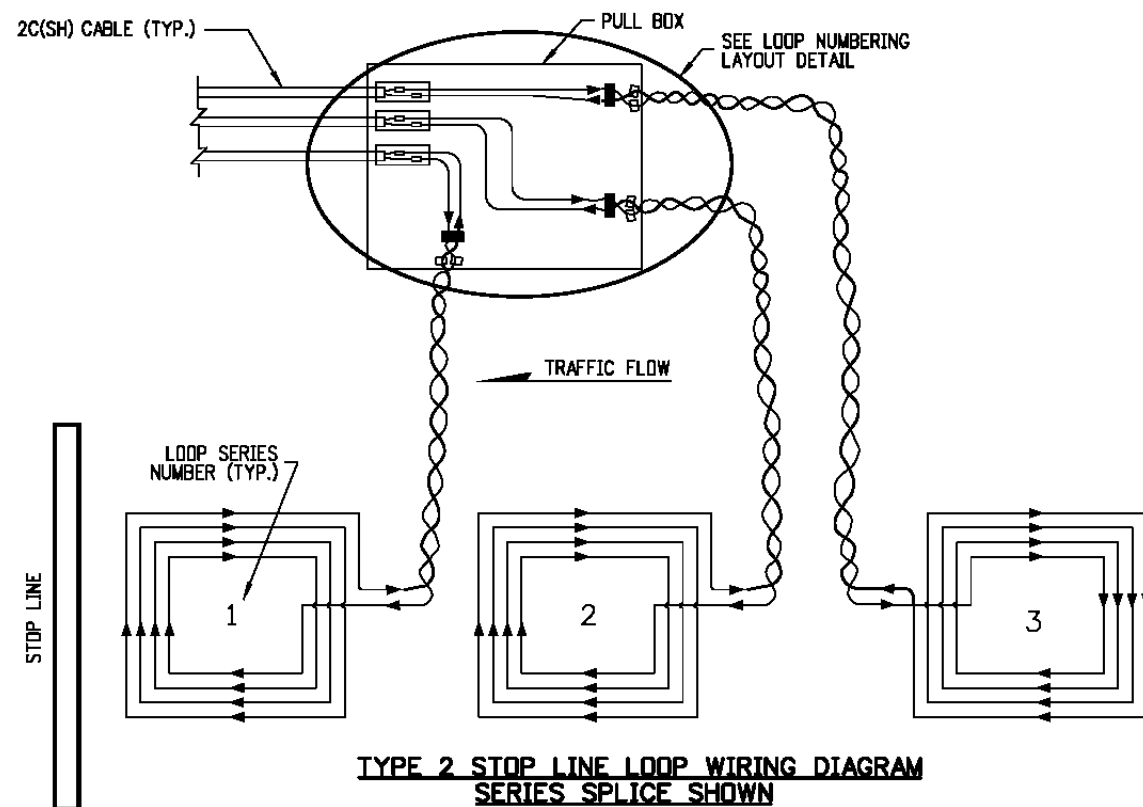 2C(SH) CABLE (TYP.)
PULL BOX
SEE LOOP NUMBERING
LAYOUT DETAIL
TRAFFIC FLOW
LOOP SERIES
NUMBER (TYP.)
STOP LINE
1
2
3
TYPE 2 STOP LINE LOOP WIRING DIAGRAM
SERIES SPLICE SHOWN